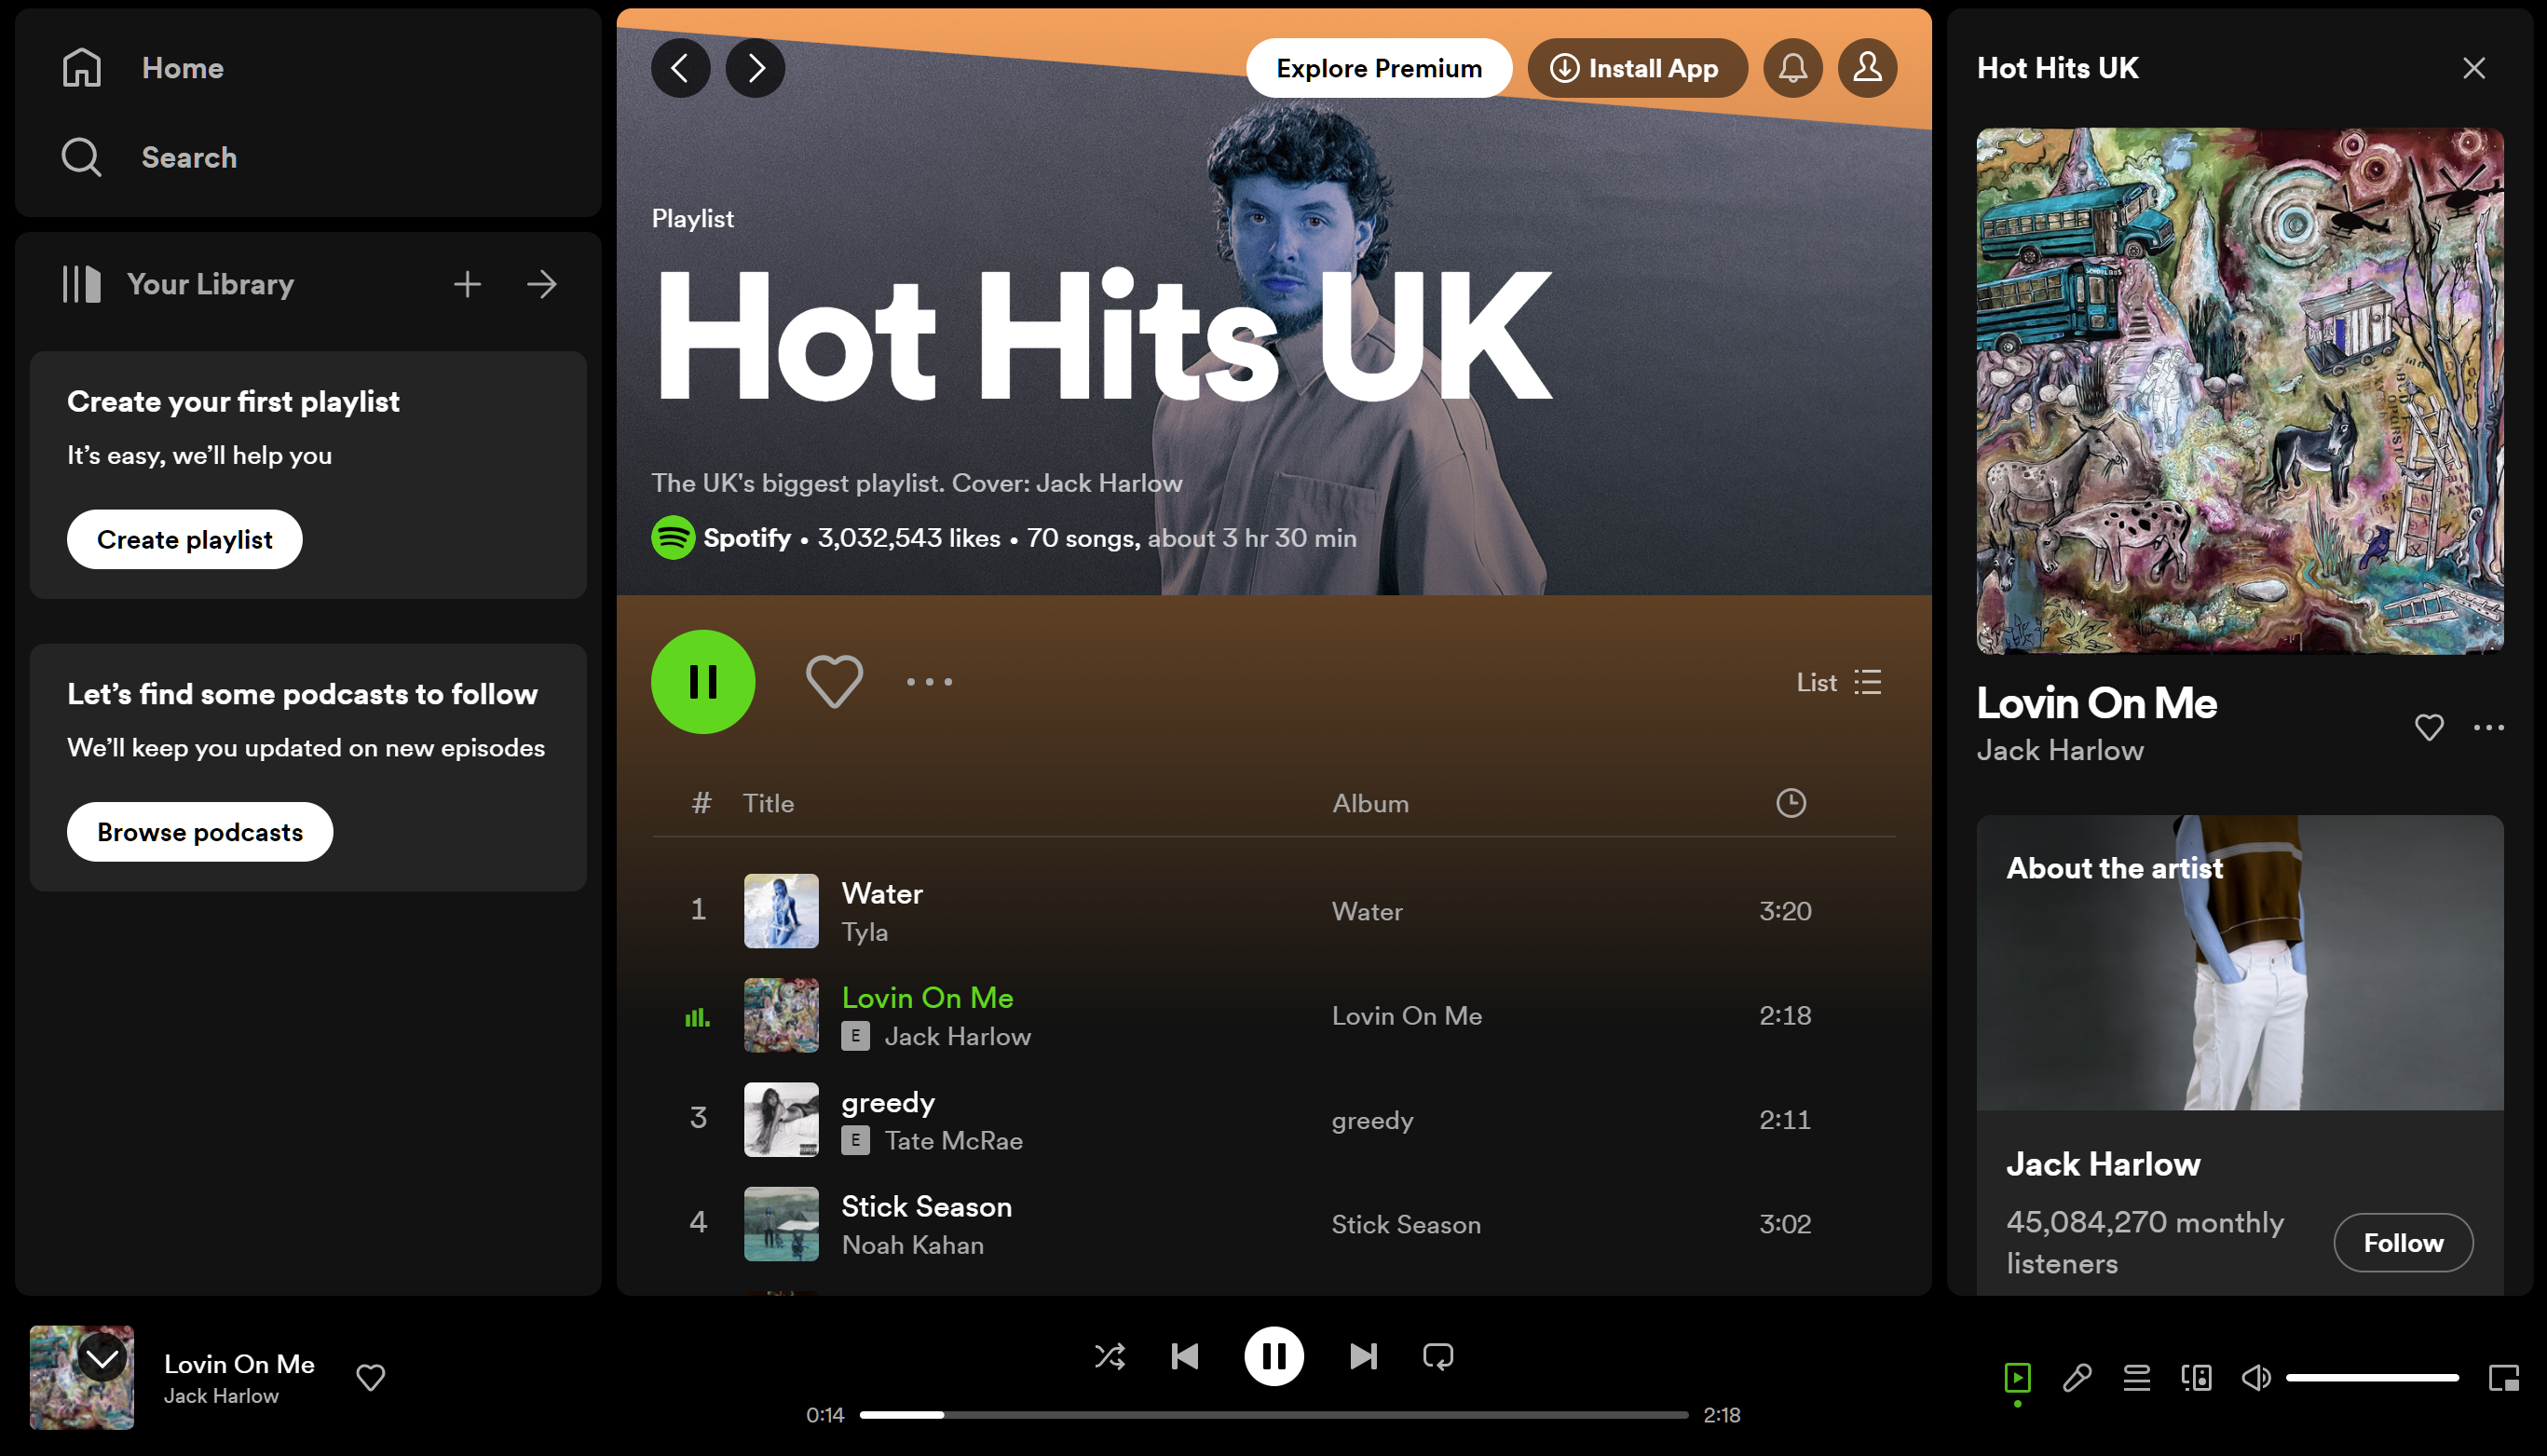 Home
Search
Your Library
Create your first playlist
It’s easy, we’ll help you
Create playlist
Let’s find some podcasts to follow
We’ll keep you updated on new episodes
Browse podcasts
Explore Premium
Install App
Playlist
Hot Hits UK
The UK's biggest playlist. Cover: Jack Harlow
Spotify • 3,032,543 likes • 70 songs, about 3 hr 30 min
List
# Title Album
1 Water Water 3:20
Tyla
Lovin On Me Lovin On Me 2:18
E Jack Harlow
3 greedy greedy 2:11
E Tate McRae
4 Stick Season Stick Season 3:02
Noah Kahan
Hot Hits UK
Lovin On Me
Jack Harlow
About the artist
Jack Harlow
45,084,270 monthly
listeners
Follow
Lovin On Me
Jack Harlow
0:14 2:18